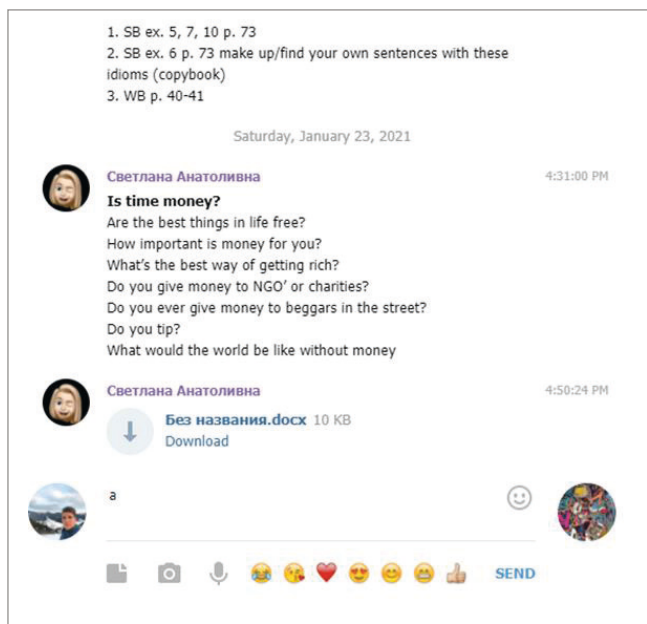 1. SB ex. 5, 7, 10 p. 73
2. SB ex. 6 p. 73 make up/find your own sentences with these
idioms (copybook)
3. WB p. 40-41
Saturday, January 23, 2021
Светлана Анатоливна 4:31:00 PM
Is time money?
Are the best things in life free?
How important is money for you?
What's the best way of getting rich?
Do you give money to NGO' or charities?
Do you ever give money to beggars in the street?
Do you tip?
What would the world be like without money
Светлана Анатоливна 4:50:24 PM
Без названия.docx 10 KB
Download
a
SEND